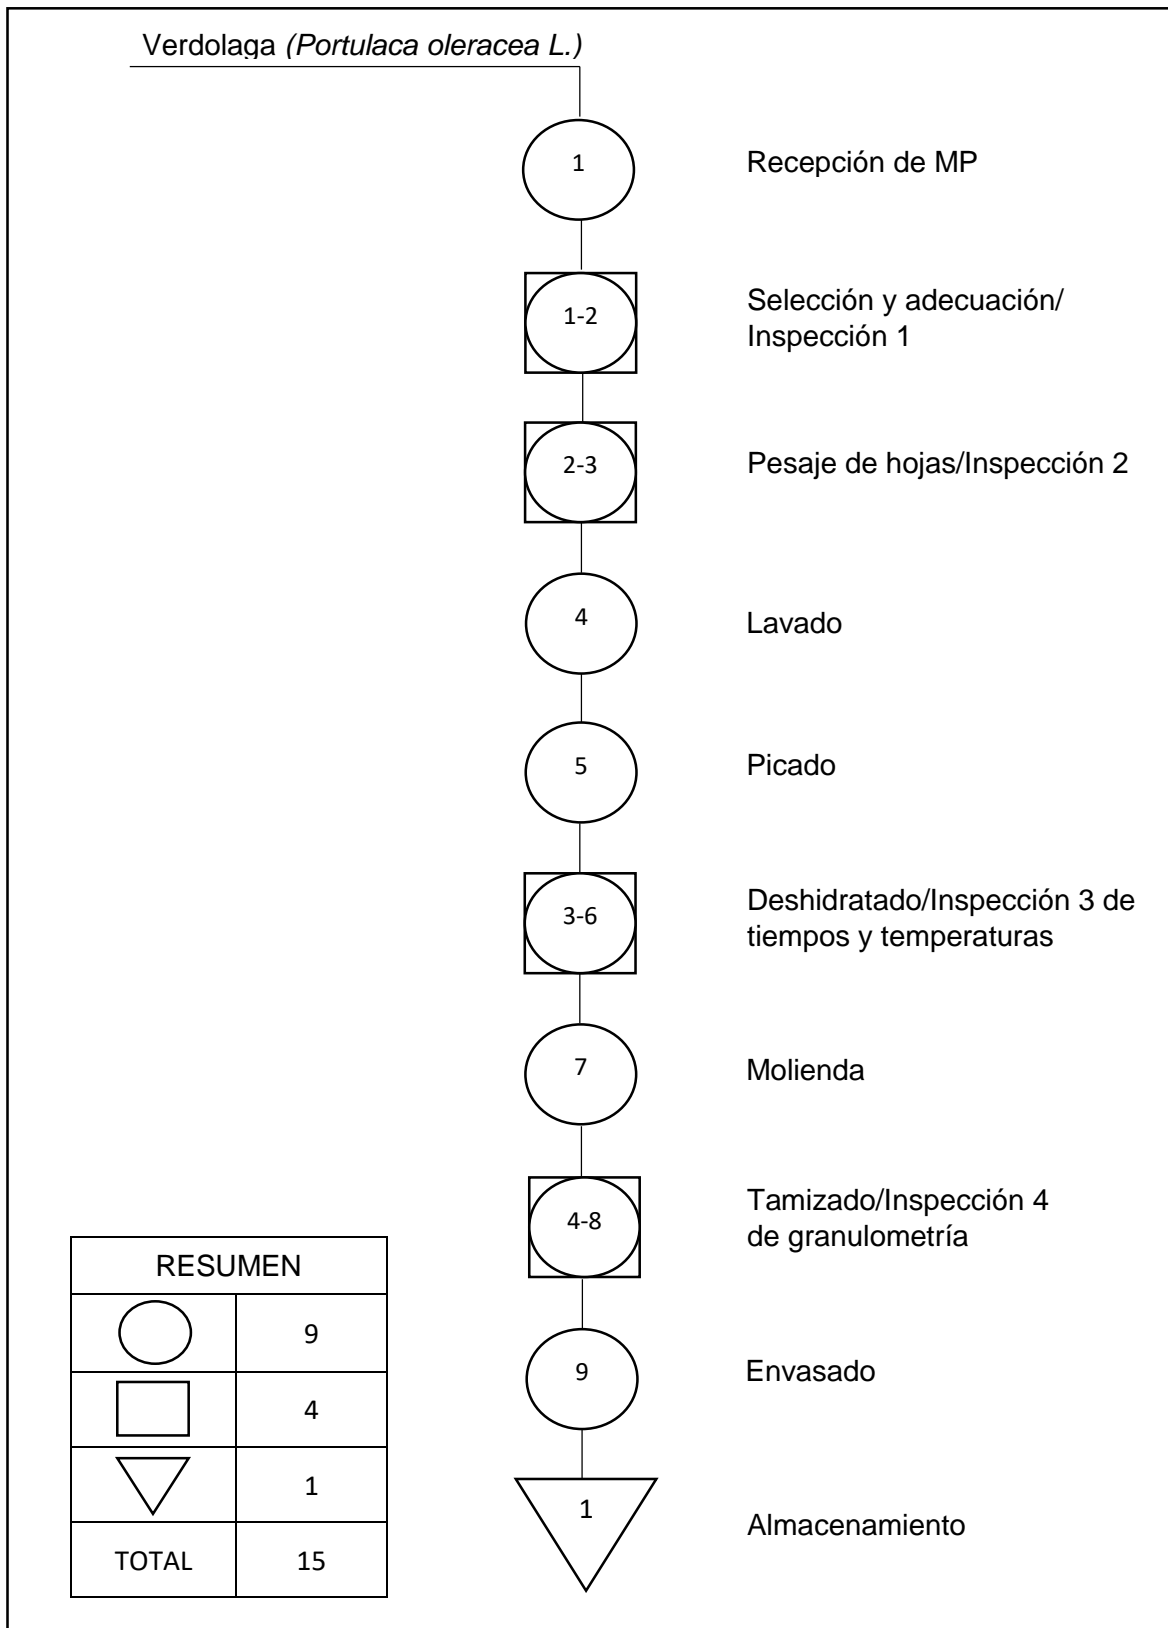 Verdolaga (Portulaca oleracea L.)
1
Recepción de MP
1-2
Selección y adecuación/
Inspección 1
2-3
Pesaje de hojas/Inspección 2
4
Lavado
5
Picado
3-6
Deshidratado/Inspección 3 de
tiempos y temperaturas
7
Molienda
4-8
Tamizado/Inspección 4
de granulometría
9
Envasado
1
Almacenamiento
RESUMEN
9
4
1
TOTAL 15